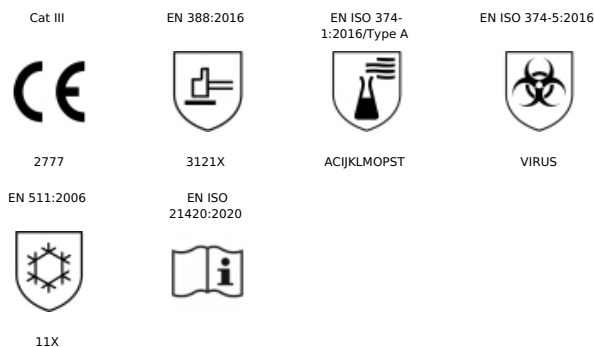 Cat III
EN 388:2016
EN ISO 374-
1:2016/Type A
EN ISO 374-5:2016
CE
i
2777
3121X
ACIJKLMOPST
VIRUS
EN 511:2006
EN ISO
21420:2020
11X